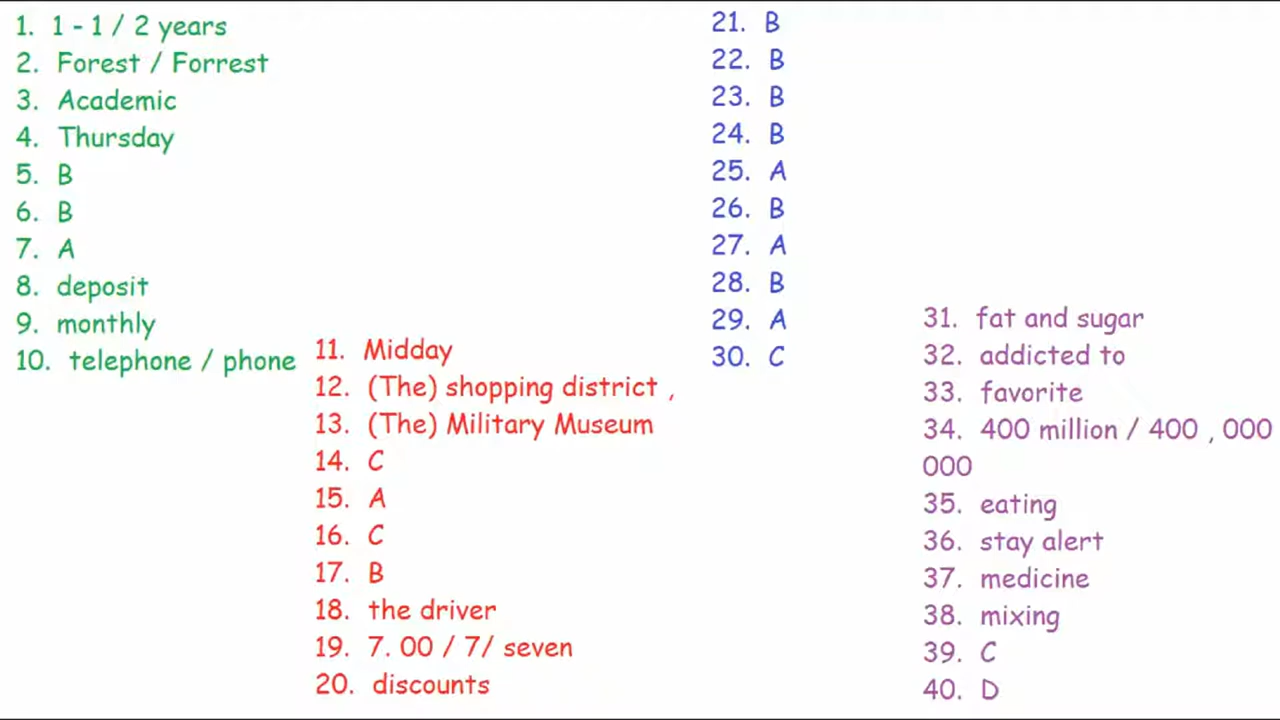 1. 1 - 1 / 2 years
2. Forest / Forrest
3. Academic
4. Thursday
5. B
6. B
7. A
8. deposit
9. monthly
10. telephone / phone
11. Midday
12. (The) shopping district ,
13. (The) Military Museum
14. C
15. A
16. C
17. B
18. the driver
19. 7. 00 / 7/ seven
20. discounts
21. B
22. B
23. B
24. B
25. A
26. B
27. A
28. B
29. A
30. C
31. fat and sugar
32. addicted to
33. favorite
34. 400 million / 400 , 000
000
35. eating
36. stay alert
37. medicine
38. mixing
39. C
40. D